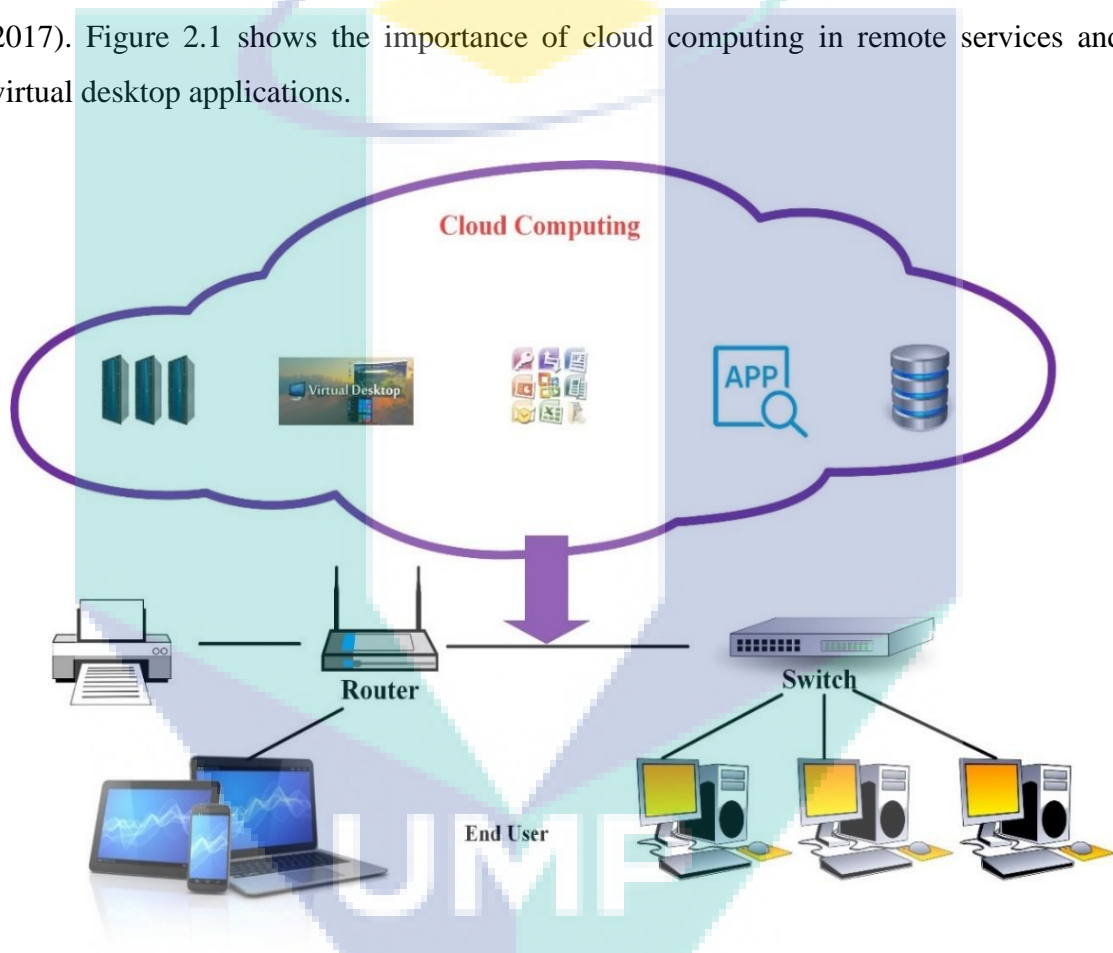 2017). Figure 2.1 shows the importance of cloud computing in remote services and
virtual desktop applications.
Cloud Computing
Virtual Desktop
APP
Router
Switch
End User
UMP